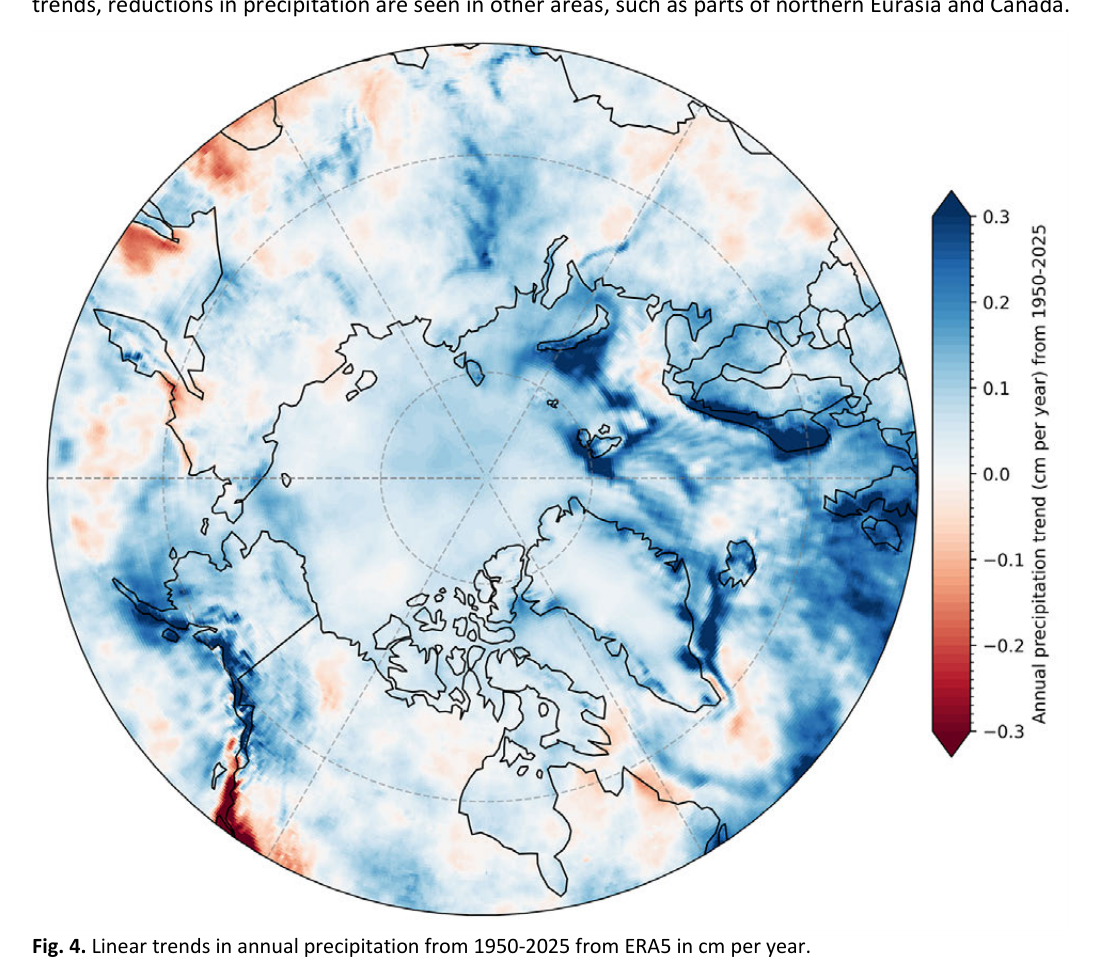 trends, reductions in precipitation are seen in other areas, such as parts of northern Eurasia and Canada.
0.3
0.2
0.1
0.0
−0.1
−0.2
−0.3
Annual precipitation trend (cm per year) from 1950-2025
Fig. 4. Linear trends in annual precipitation from 1950-2025 from ERA5 in cm per year.